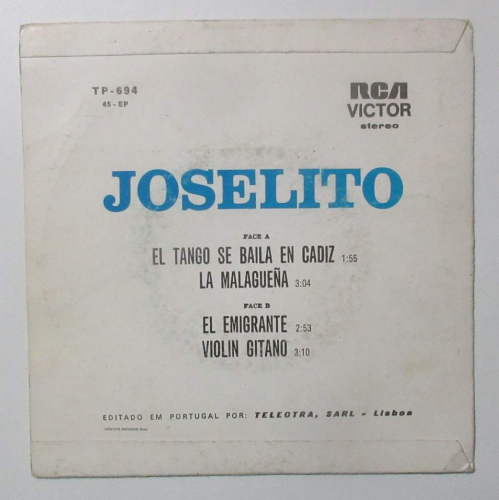 TP-694
45 - EP
RCA
VICTOR
stereo
JOSELITO
FACE A
EL TANGO SE BAILA EN CADIZ 1:55
LA MALAGUEÑA 3:04
FACE B
EL EMIGRANTE 2:53
VIOLIN GITANO 3:10
EDITADO EM PORTUGAL POR: TELECTRA, SARL - Lisboa